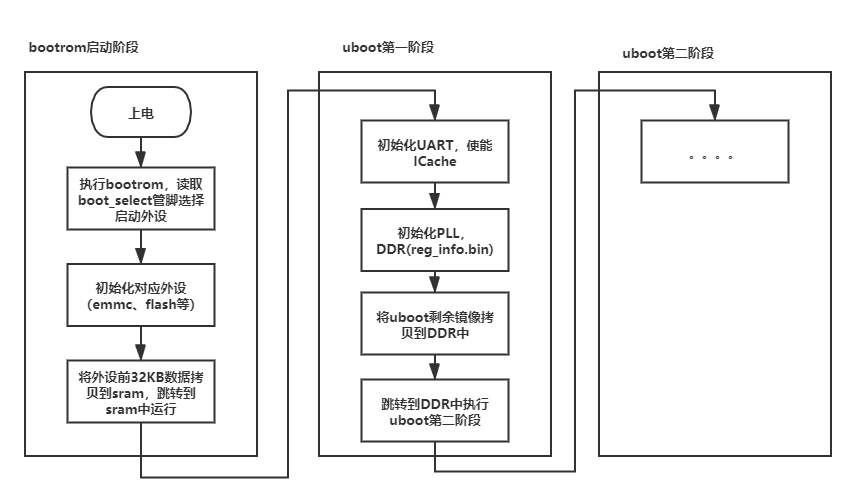 bootrom启动阶段
上电
执行bootrom，读取
boot_select管脚选择
启动外设
初始化对应外设
（emmc、flash等）
将外设前32KB数据拷
贝到sram，跳转到
sram中运行
uboot第一阶段
初始化UART，使能
ICache
初始化PLL，
DDR(reg_info.bin)
将uboot剩余镜像拷
贝到DDR中
跳转到DDR中执行
uboot第二阶段
uboot第二阶段
。。。。